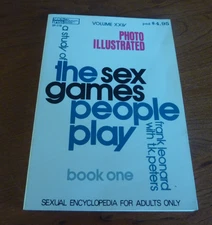 VOLUME XXIV
PHOTO
ILLUSTRATED
a study of
the sex
games
people
play
frank leonard
with t.k. peters
book one
SEXUAL ENCYCLOPEDIA FOR ADULTS ONLY